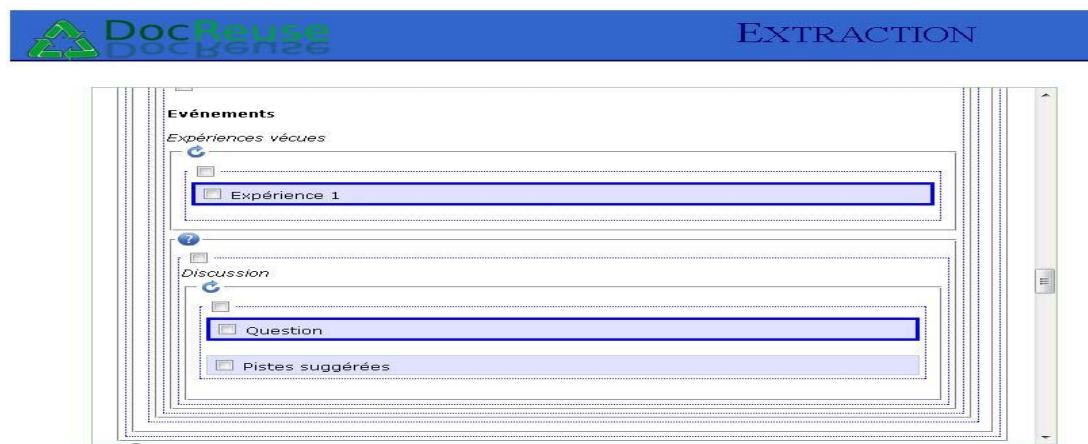 DocReuse
EXTRACTION
Evénements
Expériences vécues
Expérience 1
?
Discussion
Question
Pistes suggérées